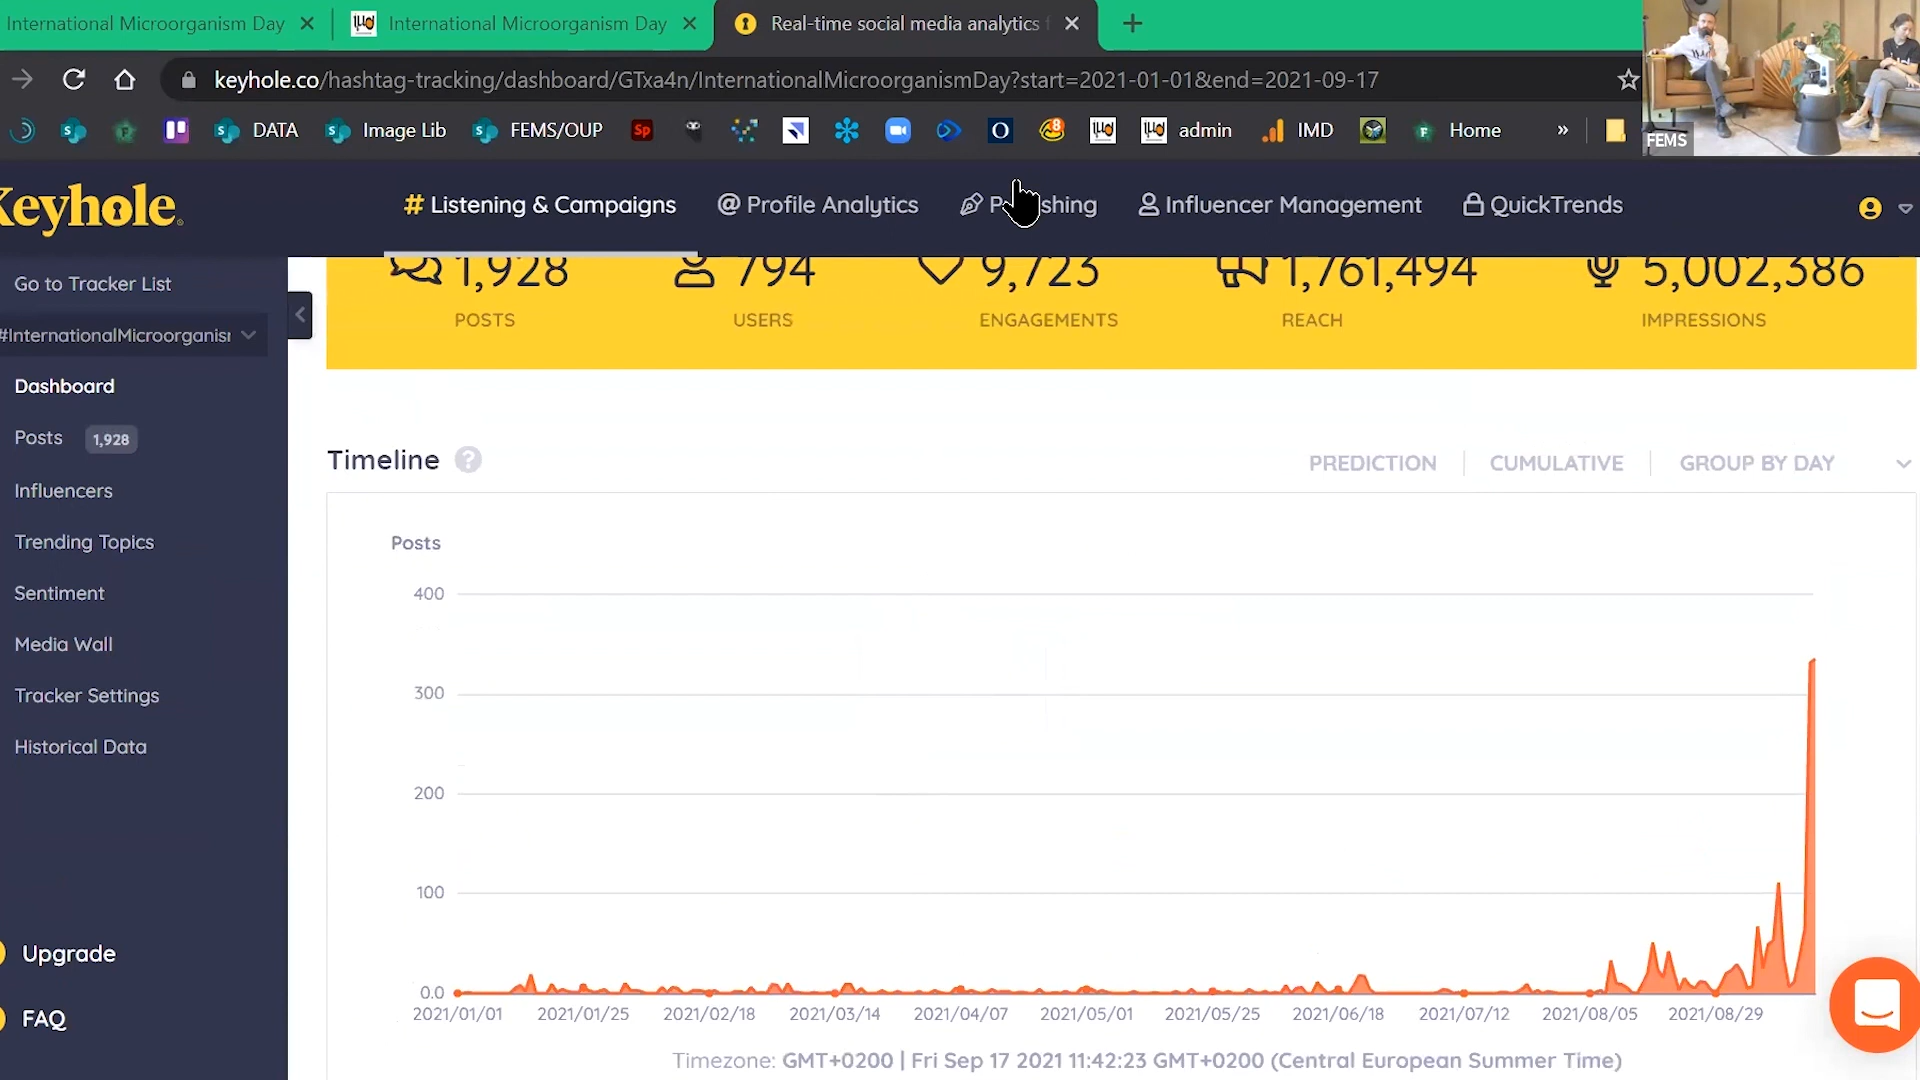 International Microorganism Day
International Microorganism Day
Real-time social media analytics
keyhole.co/hashtag-tracking/dashboard/GTxa4n/InternationalMicroorganismDay?start=2021-01-01&end=2021-09-17
DATA
Image Lib
FEMS/OUP
Sp
O
8
admin
IMD
Home
»
FEMS
Keyhole
# Listening & Campaigns
@ Profile Analytics
Influencer Management
QuickTrends
Go to Tracker List
#InternationalMicroorganis
Dashboard
Posts 1,928
Influencers
Trending Topics
Sentiment
Media Wall
Tracker Settings
Historical Data
Upgrade
FAQ
1,928
POSTS
794
USERS
9,723
ENGAGEMENTS
1,761,494
REACH
5,002,386
IMPRESSIONS
Timeline ?
PREDICTION
CUMULATIVE
GROUP BY DAY
Posts
400
300
200
100
0.0
2021/01/01
2021/01/25
2021/02/18
2021/03/14
2021/04/07
2021/05/01
2021/05/25
2021/06/18
2021/07/12
2021/08/05
2021/08/29
Timezone: GMT+0200 | Fri Sep 17 2021 11:42:23 GMT+0200 (Central European Summer Time)